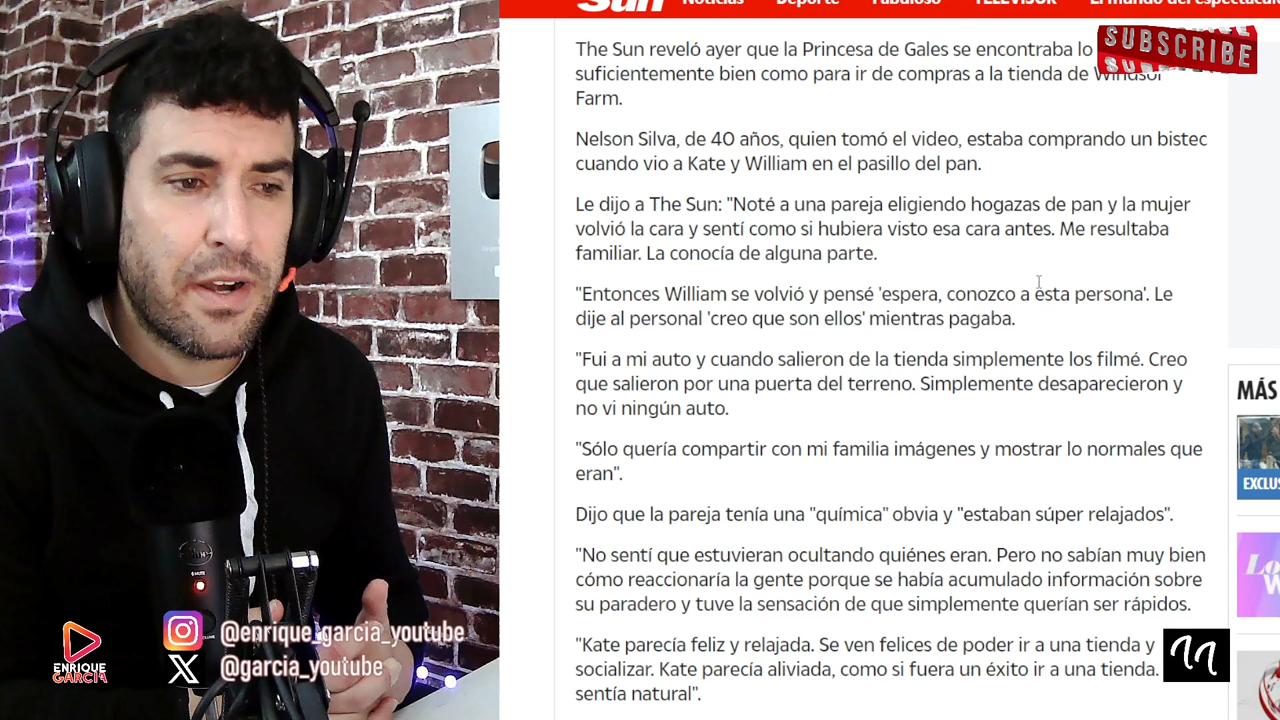 Sun
Noticias
Deporte
Fabuloso
TELEVISOR
El mundo del espectáculo
SUBSCRIBE
The Sun reveló ayer que la Princesa de Gales se encontraba lo
suficientemente bien como para ir de compras a la tienda de Windsor
Farm.
Nelson Silva, de 40 años, quien tomó el video, estaba comprando un bistec
cuando vio a Kate y William en el pasillo del pan.
Le dijo a The Sun: "Noté a una pareja eligiendo hogazas de pan y la mujer
volvió la cara y sentí como si hubiera visto esa cara antes. Me resultaba
familiar. La conocía de alguna parte.
"Entonces William se volvió y pensé 'espera, conozco a esta persona'. Le
dije al personal 'creo que son ellos' mientras pagaba.
"Fui a mi auto y cuando salieron de la tienda simplemente los filmé. Creo
que salieron por una puerta del terreno. Simplemente desaparecieron y
no vi ningún auto.
"Sólo quería compartir con mi familia imágenes y mostrar lo normales que
eran".
Dijo que la pareja tenía una "química" obvia y "estaban súper relajados".
"No sentí que estuvieran ocultando quiénes eran. Pero no sabían muy bien
cómo reaccionaría la gente porque se había acumulado información sobre
su paradero y tuve la sensación de que simplemente querían ser rápidos.
"Kate parecía feliz y relajada. Se ven felices de poder ir a una tienda y
socializar. Kate parecía aliviada, como si fuera un éxito ir a una tienda.
sentía natural".
MÁS
EXCLUS
ENRIQUE
GARCIA
@enrique_garcia_youtube
@garcia_youtube